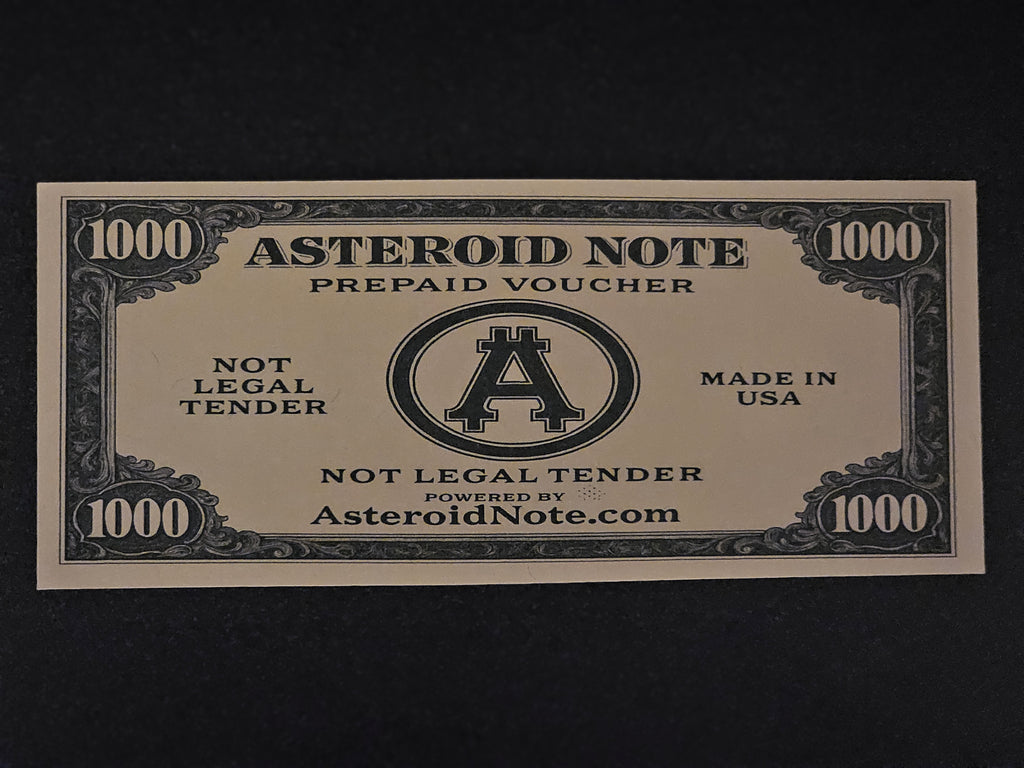 1000 ASTEROID NOTE 1000
PREPAID VOUCHER
NOT
LEGAL
TENDER
A
MADE IN
USA
NOT LEGAL TENDER
POWERED BY
AsteroidNote.com
1000 1000